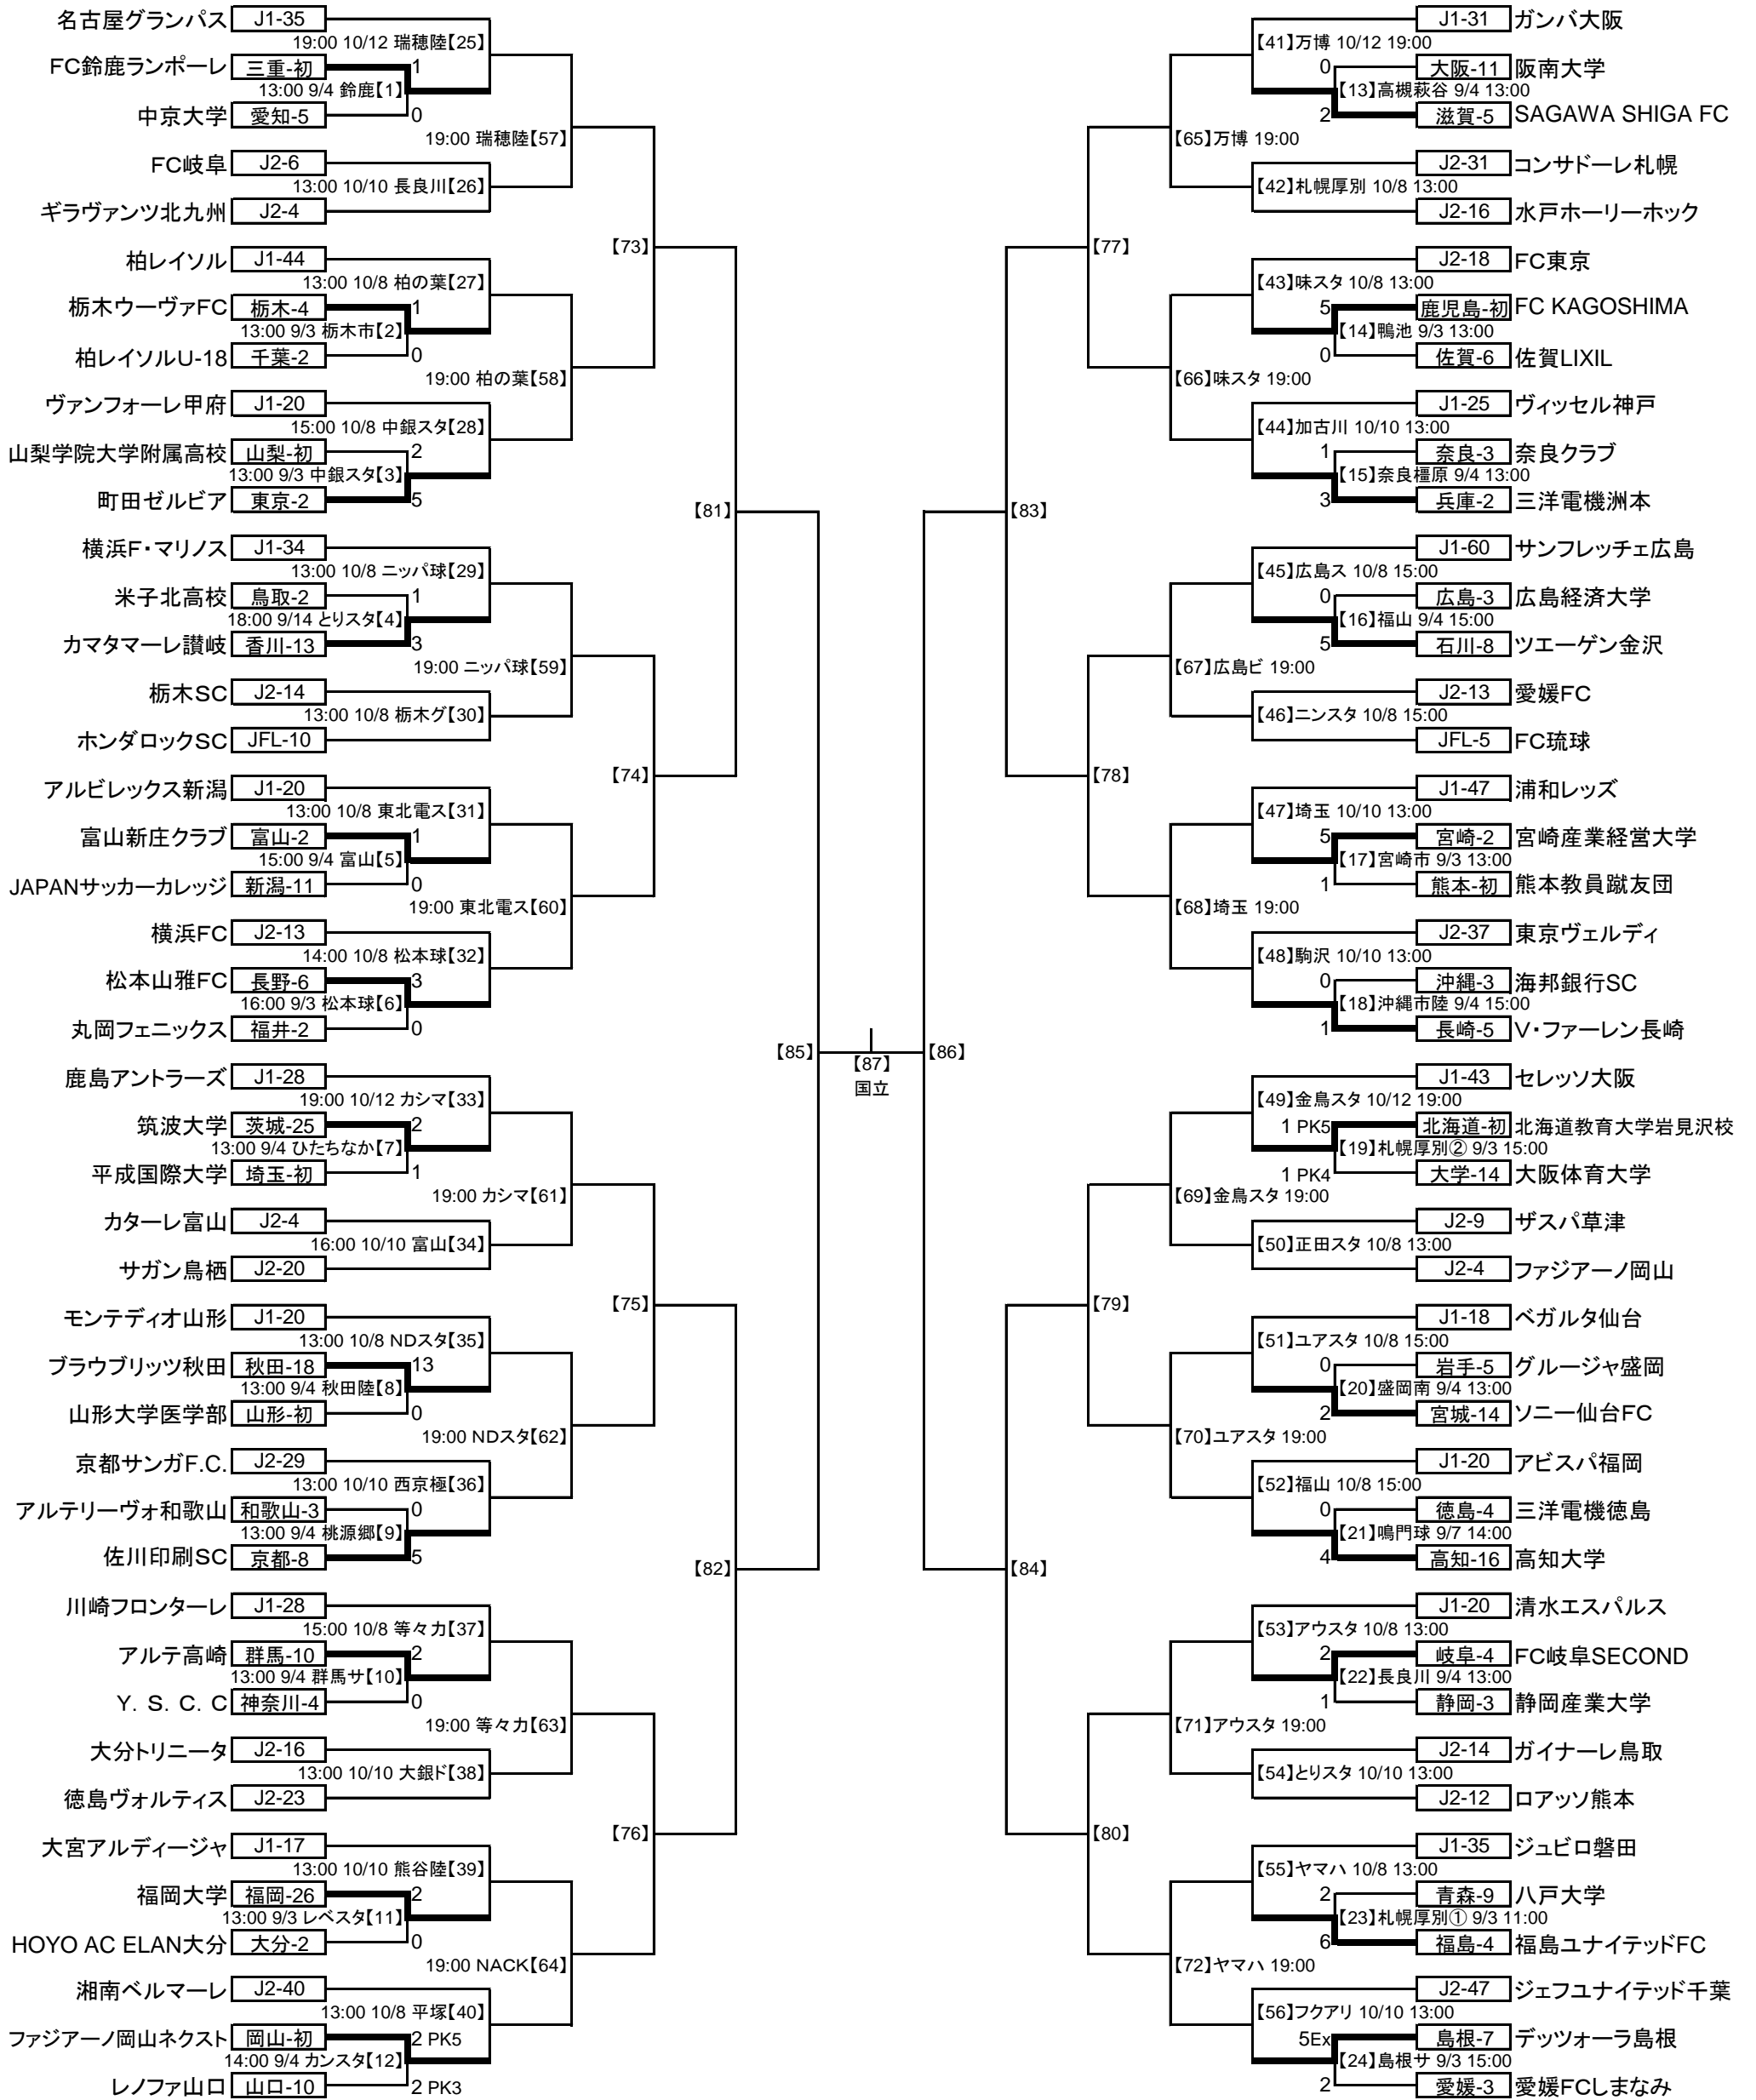 名古屋グランパス J1-35
19:00 10/12 瑞穂陸【25】
FC鈴鹿ランポーレ 三重-初 1
13:00 9/4 鈴鹿【1】
中京大学 愛知-5 0
19:00 瑞穂陸【57】
FC岐阜 J2-6
13:00 10/10 長良川【26】
ギラヴァンツ北九州 J2-4
【73】
柏レイソル J1-44
13:00 10/8 柏の葉【27】
栃木ウーヴァFC 栃木-4 1
13:00 9/3 栃木市【2】
柏レイソルU-18 千葉-2 0
19:00 柏の葉【58】
ヴァンフォーレ甲府 J1-20
15:00 10/8 中銀スタ【28】
山梨学院大学附属高校 山梨-初 2
13:00 9/3 中銀スタ【3】
町田ゼルビア 東京-2 5
【81】
横浜F・マリノス J1-34
13:00 10/8 ニッパ球【29】
米子北高校 鳥取-2 1
18:00 9/14 とりスタ【4】
カマタマーレ讃岐 香川-13 3
19:00 ニッパ球【59】
栃木SC J2-14
13:00 10/8 栃木グ【30】
ホンダロックSC JFL-10
【74】
アルビレックス新潟 J1-20
13:00 10/8 東北電ス【31】
富山新庄クラブ 富山-2 1
15:00 9/4 富山【5】
JAPANサッカーカレッジ 新潟-11 0
19:00 東北電ス【60】
横浜FC J2-13
14:00 10/8 松本球【32】
松本山雅FC 長野-6 3
16:00 9/3 松本球【6】
丸岡フェニックス 福井-2 0
【85】
鹿島アントラーズ J1-28
19:00 10/12 カシマ【33】
筑波大学 茨城-25 2
13:00 9/4 ひたちなか【7】
平成国際大学 埼玉-初 1
19:00 カシマ【61】
カターレ富山 J2-4
16:00 10/10 富山【34】
サガン鳥栖 J2-20
【75】
モンテディオ山形 J1-20
13:00 10/8 NDスタ【35】
ブラウブリッツ秋田 秋田-18 13
13:00 9/4 秋田陸【8】
山形大学医学部 山形-初 0
19:00 NDスタ【62】
京都サンガF.C. J2-29
13:00 10/10 西京極【36】
アルテリーヴォ和歌山 和歌山-3 0
13:00 9/4 桃源郷【9】
佐川印刷SC 京都-8 5
【82】
川崎フロンターレ J1-28
15:00 10/8 等々力【37】
アルテ高崎 群馬-10 2
13:00 9/4 群馬サ【10】
Y. S. C. C 神奈川-4 0
19:00 等々力【63】
大分トリニータ J2-16
13:00 10/10 大銀ド【38】
徳島ヴォルティス J2-23
【76】
大宮アルディージャ J1-17
13:00 10/10 熊谷陸【39】
福岡大学 福岡-26 2
13:00 9/3 レベスタ【11】
HOYO AC ELAN大分 大分-2 0
19:00 NACK【64】
湘南ベルマーレ J2-40
13:00 10/8 平塚【40】
ファジアーノ岡山ネクスト 岡山-初 2 PK5
14:00 9/4 カンスタ【12】
レノファ山口 山口-10 2 PK3
【87】
国立
J1-31 ガンバ大阪
【41】万博 10/12 19:00
0 大阪-11 阪南大学
【13】高槻萩谷 9/4 13:00
2 滋賀-5 SAGAWA SHIGA FC
【65】万博 19:00
J2-31 コンサドーレ札幌
【42】札幌厚別 10/8 13:00
J2-16 水戸ホーリーホック
【77】
J2-18 FC東京
【43】味スタ 10/8 13:00
5 鹿児島-初 FC KAGOSHIMA
【14】鴨池 9/3 13:00
0 佐賀-6 佐賀LIXIL
【66】味スタ 19:00
J1-25 ヴィッセル神戸
【44】加古川 10/10 13:00
1 奈良-3 奈良クラブ
【15】奈良橿原 9/4 13:00
3 兵庫-2 三洋電機洲本
【83】
J1-60 サンフレッチェ広島
【45】広島ス 10/8 15:00
0 広島-3 広島経済大学
【16】福山 9/4 15:00
5 石川-8 ツエーゲン金沢
【67】広島ビ 19:00
J2-13 愛媛FC
【46】ニンスタ 10/8 15:00
JFL-5 FC琉球
【78】
J1-47 浦和レッズ
【47】埼玉 10/10 13:00
5 宮崎-2 宮崎産業経営大学
【17】宮崎市 9/3 13:00
1 熊本-初 熊本教員蹴友団
【68】埼玉 19:00
J2-37 東京ヴェルディ
【48】駒沢 10/10 13:00
0 沖縄-3 海邦銀行SC
【18】沖縄市陸 9/4 15:00
1 長崎-5 V・ファーレン長崎
【86】
J1-43 セレッソ大阪
【49】金鳥スタ 10/12 19:00
1 PK5 北海道-初 北海道教育大学岩見沢校
【19】札幌厚別② 9/3 15:00
1 PK4 大学-14 大阪体育大学
【69】金鳥スタ 19:00
J2-9 ザスパ草津
【50】正田スタ 10/8 13:00
J2-4 ファジアーノ岡山
【79】
J1-18 ベガルタ仙台
【51】ユアスタ 10/8 15:00
0 岩手-5 グルージャ盛岡
【20】盛岡南 9/4 13:00
2 宮城-14 ソニー仙台FC
【70】ユアスタ 19:00
J1-20 アビスパ福岡
【52】福山 10/8 15:00
0 徳島-4 三洋電機徳島
【21】鳴門球 9/7 14:00
4 高知-16 高知大学
【84】
J1-20 清水エスパルス
【53】アウスタ 10/8 13:00
2 岐阜-4 FC岐阜SECOND
【22】長良川 9/4 13:00
1 静岡-3 静岡産業大学
【71】アウスタ 19:00
J2-14 ガイナーレ鳥取
【54】とりスタ 10/10 13:00
J2-12 ロアッソ熊本
【80】
J1-35 ジュビロ磐田
【55】ヤマハ 10/8 13:00
2 青森-9 八戸大学
【23】札幌厚別① 9/3 11:00
6 福島-4 福島ユナイテッドFC
【72】ヤマハ 19:00
J2-47 ジェフユナイテッド千葉
【56】フクアリ 10/10 13:00
5Ex 島根-7 デッツォーラ島根
【24】島根サ 9/3 15:00
2 愛媛-3 愛媛FCしまなみ